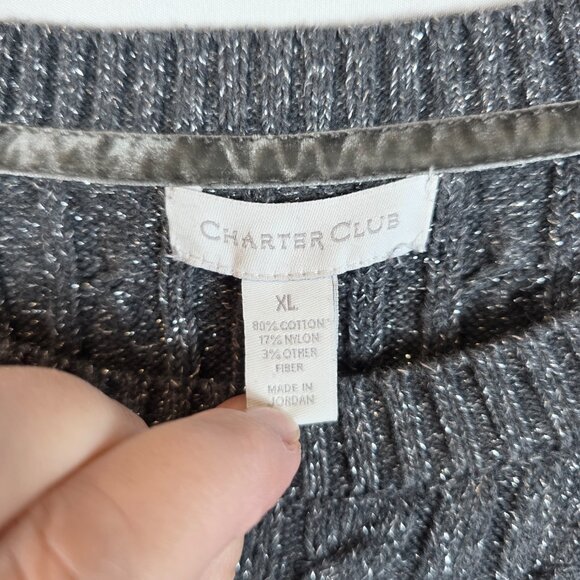 CHARTER CLUB
XL
80% COTTON
17% NYLON
3% OTHER
FIBER
MADE IN
JORDAN